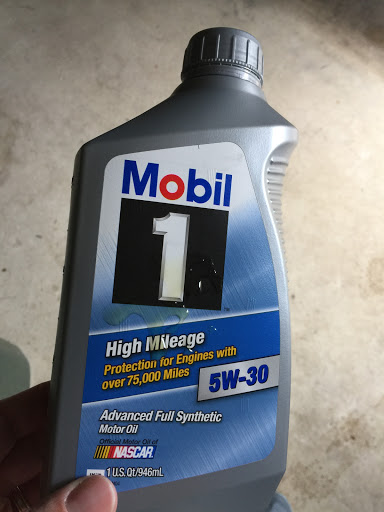 Mobil
1
High Mileage
Protection for Engines with
over 75,000 Miles
5W-30
Advanced Full Synthetic
Motor Oil
Official Motor Oil of
NASCAR
1 U.S. Qt/946mL